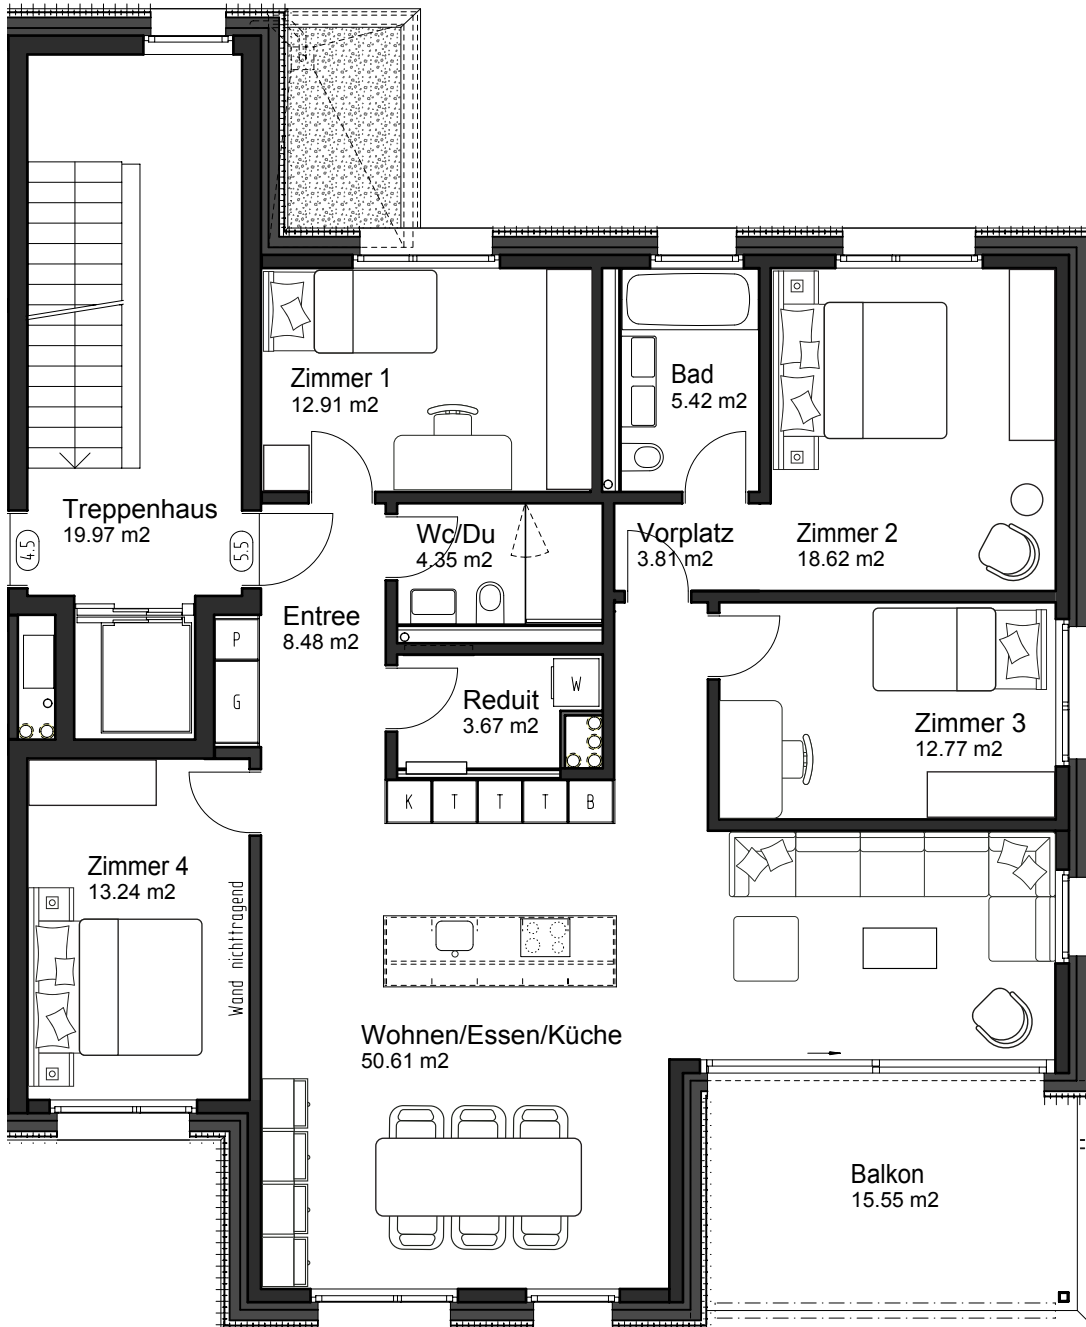 Zimmer 1
12.91 m2
Bad
5.42 m2
Treppenhaus
19.97 m2
4.5
5.5
Wc/Du
4.35 m2
Vorplatz
3.81 m2
Zimmer 2
18.62 m2
Entree
8.48 m2
P
G
Reduit
3.67 m2
W
Zimmer 3
12.77 m2
K T T T B
Zimmer 4
13.24 m2
Wand nichttragend
Wohnen/Essen/Küche
50.61 m2
Balkon
15.55 m2